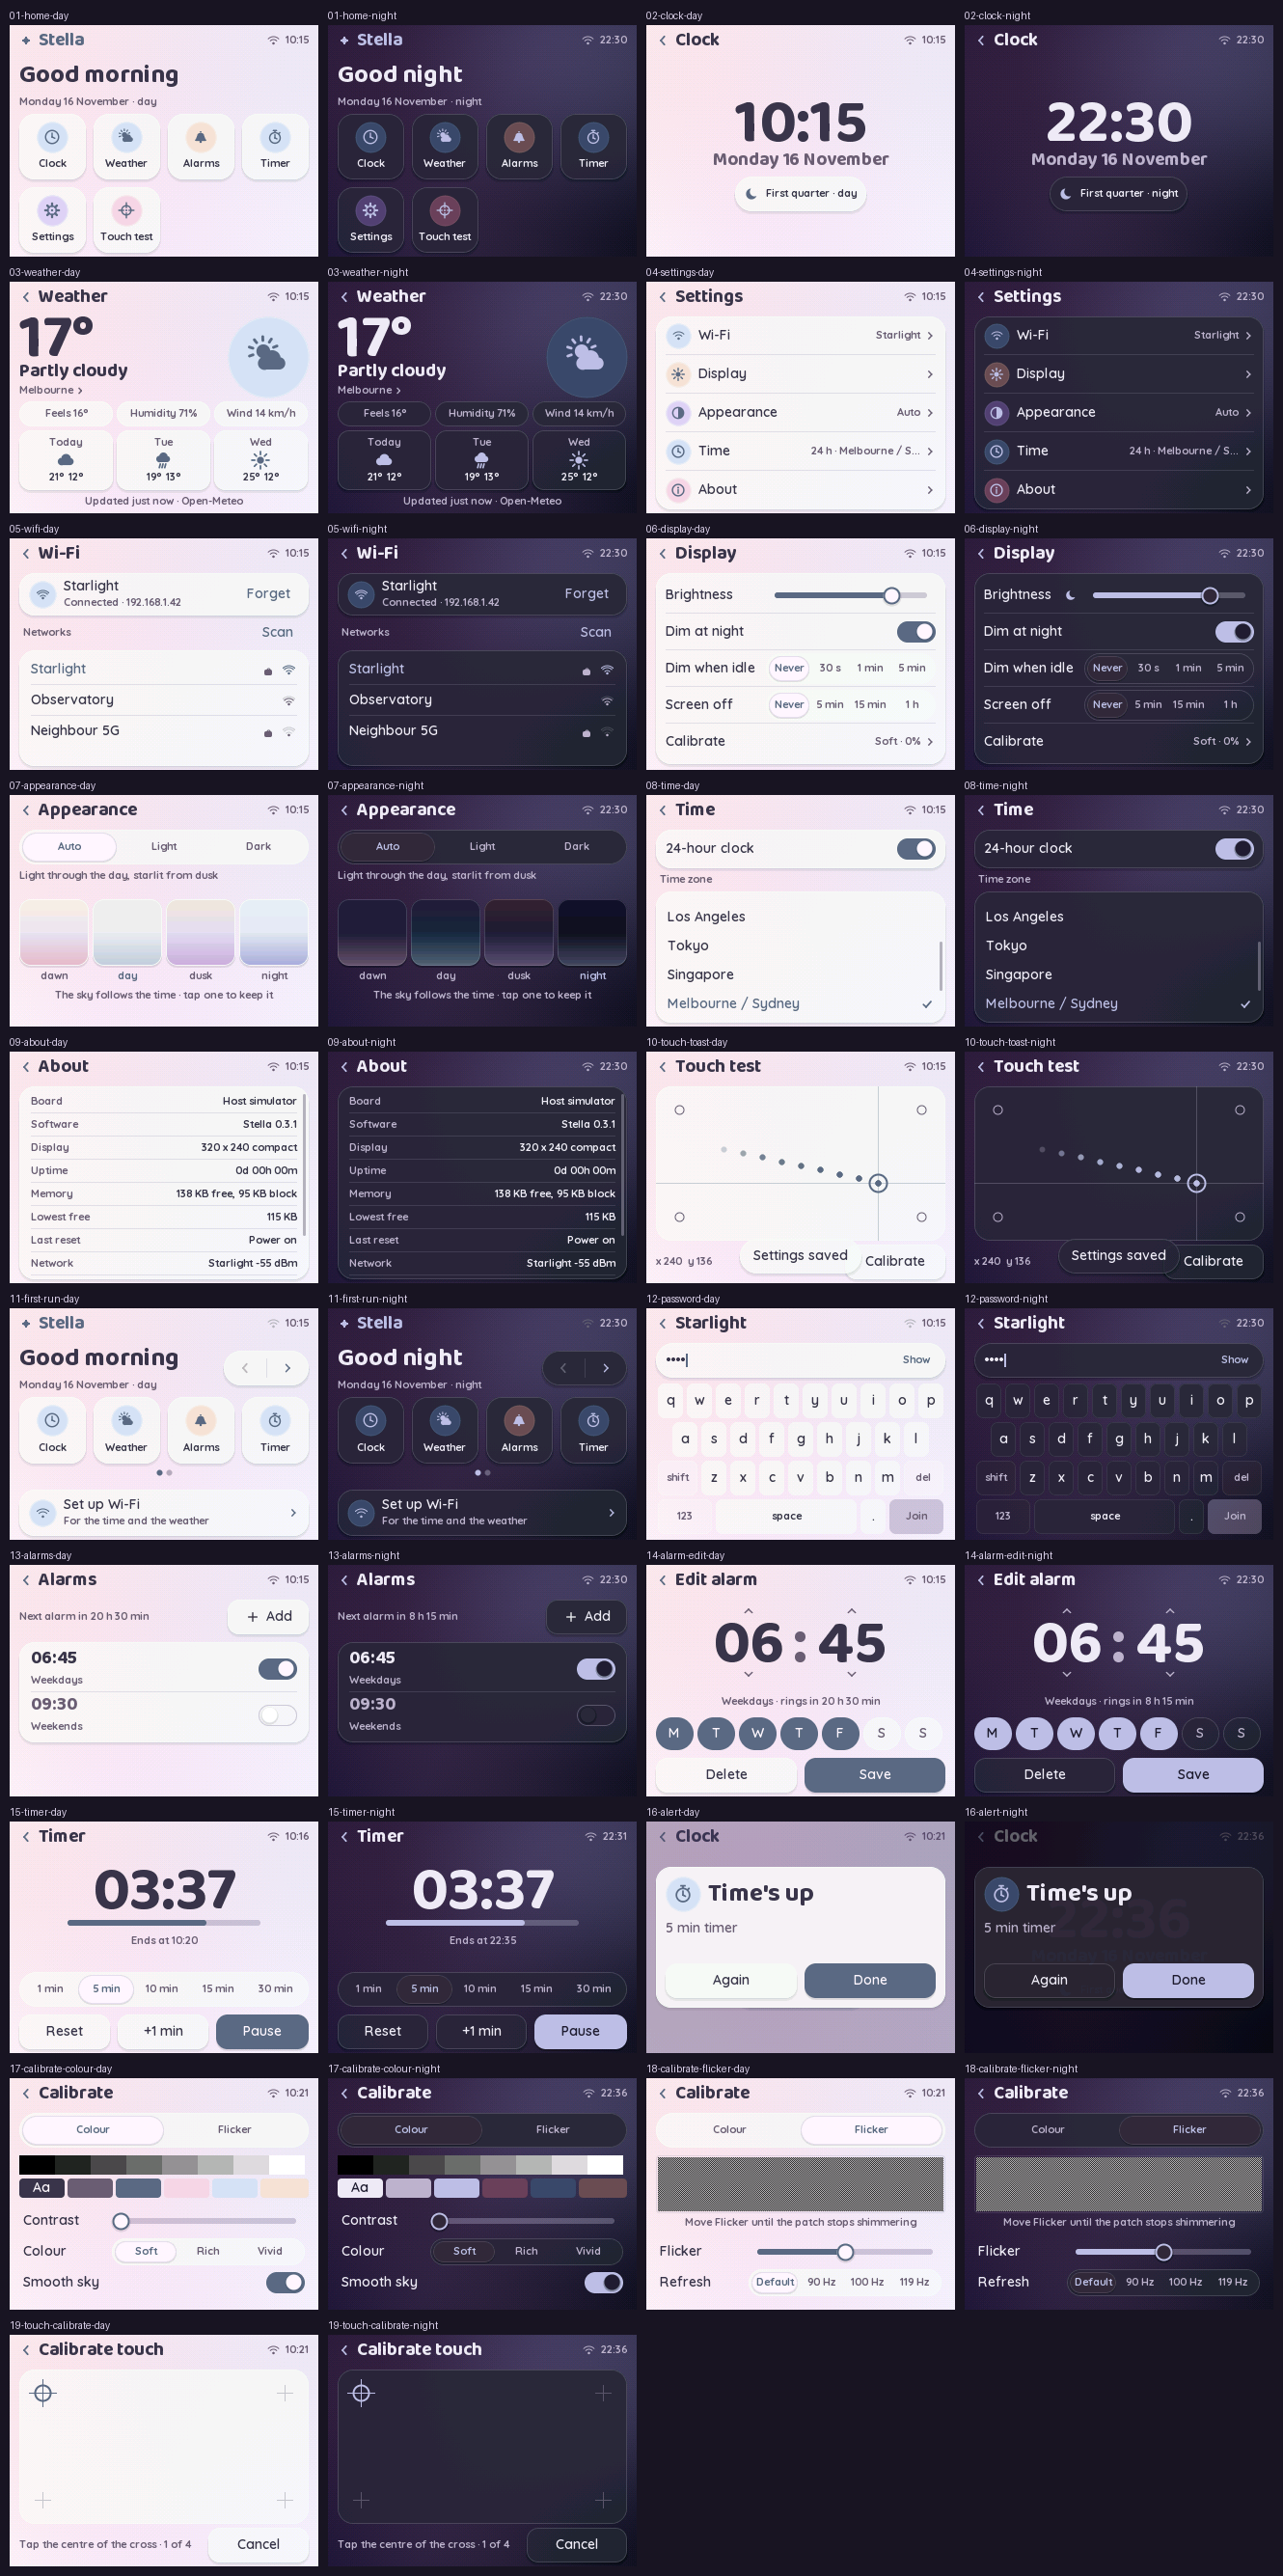 01-home-day
Stella
10:15
Good morning
Monday 16 November · day
Clock
Weather
Alarms
Timer
Settings
Touch test
01-home-night
Stella
22:30
Good night
Monday 16 November · night
Clock
Weather
Alarms
Timer
Settings
Touch test
02-clock-day
Clock
10:15
10:15
Monday 16 November
First quarter · day
02-clock-night
Clock
22:30
22:30
Monday 16 November
First quarter · night
03-weather-day
Weather
10:15
17°
Partly cloudy
Melbourne
Feels 16°
Humidity 71%
Wind 14 km/h
Today
Tue
Wed
21° 12°
19° 13°
25° 12°
Updated just now · Open-Meteo
03-weather-night
Weather
22:30
17°
Partly cloudy
Melbourne
Feels 16°
Humidity 71%
Wind 14 km/h
Today
Tue
Wed
21° 12°
19° 13°
25° 12°
Updated just now · Open-Meteo
04-settings-day
Settings
10:15
Wi-Fi
Starlight
Display
Appearance
Auto
Time
24 h · Melbourne / S...
About
04-settings-night
Settings
22:30
Wi-Fi
Starlight
Display
Appearance
Auto
Time
24 h · Melbourne / S...
About
05-wifi-day
Wi-Fi
10:15
Starlight
Connected · 192.168.1.42
Forget
Networks
Scan
Starlight
Observatory
Neighbour 5G
05-wifi-night
Wi-Fi
22:30
Starlight
Connected · 192.168.1.42
Forget
Networks
Scan
Starlight
Observatory
Neighbour 5G
06-display-day
Display
10:15
Brightness
Dim at night
Dim when idle
Never
30 s
1 min
5 min
Screen off
Never
5 min
15 min
1 h
Calibrate
Soft · 0%
06-display-night
Display
22:30
Brightness
Dim at night
Dim when idle
Never
30 s
1 min
5 min
Screen off
Never
5 min
15 min
1 h
Calibrate
Soft · 0%
07-appearance-day
Appearance
10:15
Auto
Light
Dark
Light through the day, starlit from dusk
dawn
day
dusk
night
The sky follows the time · tap one to keep it
07-appearance-night
Appearance
22:30
Auto
Light
Dark
Light through the day, starlit from dusk
dawn
day
dusk
night
The sky follows the time · tap one to keep it
08-time-day
Time
10:15
24-hour clock
Time zone
Los Angeles
Tokyo
Singapore
Melbourne / Sydney
08-time-night
Time
22:30
24-hour clock
Time zone
Los Angeles
Tokyo
Singapore
Melbourne / Sydney
09-about-day
About
10:15
Board
Host simulator
Software
Stella 0.3.1
Display
320 x 240 compact
Uptime
0d 00h 00m
Memory
138 KB free, 95 KB block
Lowest free
115 KB
Last reset
Power on
Network
Starlight -55 dBm
09-about-night
About
22:30
Board
Host simulator
Software
Stella 0.3.1
Display
320 x 240 compact
Uptime
0d 00h 00m
Memory
138 KB free, 95 KB block
Lowest free
115 KB
Last reset
Power on
Network
Starlight -55 dBm
10-touch-toast-day
Touch test
10:15
x 240 y 136
Settings saved
Calibrate
10-touch-toast-night
Touch test
22:30
x 240 y 136
Settings saved
Calibrate
11-first-run-day
Stella
10:15
Good morning
Monday 16 November · day
Clock
Weather
Alarms
Timer
Set up Wi-Fi
For the time and the weather
11-first-run-night
Stella
22:30
Good night
Monday 16 November · night
Clock
Weather
Alarms
Timer
Set up Wi-Fi
For the time and the weather
12-password-day
Starlight
10:15
••••
Show
q w e r t y u i o p
a s d f g h j k l
shift z x c v b n m del
123 space . Join
12-password-night
Starlight
22:30
••••
Show
q w e r t y u i o p
a s d f g h j k l
shift z x c v b n m del
123 space . Join
13-alarms-day
Alarms
10:15
Next alarm in 20 h 30 min
+ Add
06:45
Weekdays
09:30
Weekends
13-alarms-night
Alarms
22:30
Next alarm in 8 h 15 min
+ Add
06:45
Weekdays
09:30
Weekends
14-alarm-edit-day
Edit alarm
10:15
06 : 45
Weekdays · rings in 20 h 30 min
M T W T F S S
Delete
Save
14-alarm-edit-night
Edit alarm
22:30
06 : 45
Weekdays · rings in 8 h 15 min
M T W T F S S
Delete
Save
15-timer-day
Timer
10:16
03:37
Ends at 10:20
1 min
5 min
10 min
15 min
30 min
Reset
+1 min
Pause
15-timer-night
Timer
22:31
03:37
Ends at 22:35
1 min
5 min
10 min
15 min
30 min
Reset
+1 min
Pause
16-alert-day
Clock
10:21
Time's up
5 min timer
Again
Done
16-alert-night
Clock
22:36
Time's up
22:36
5 min timer
Again
Done
17-calibrate-colour-day
Calibrate
10:21
Colour
Flicker
Aa
Contrast
Colour
Soft
Rich
Vivid
Smooth sky
17-calibrate-colour-night
Calibrate
22:36
Colour
Flicker
Aa
Contrast
Colour
Soft
Rich
Vivid
Smooth sky
18-calibrate-flicker-day
Calibrate
10:21
Colour
Flicker
Move Flicker until the patch stops shimmering
Flicker
Refresh
Default
90 Hz
100 Hz
119 Hz
18-calibrate-flicker-night
Calibrate
22:36
Colour
Flicker
Move Flicker until the patch stops shimmering
Flicker
Refresh
Default
90 Hz
100 Hz
119 Hz
19-touch-calibrate-day
Calibrate touch
10:21
Tap the centre of the cross · 1 of 4
Cancel
19-touch-calibrate-night
Calibrate touch
22:36
Tap the centre of the cross · 1 of 4
Cancel